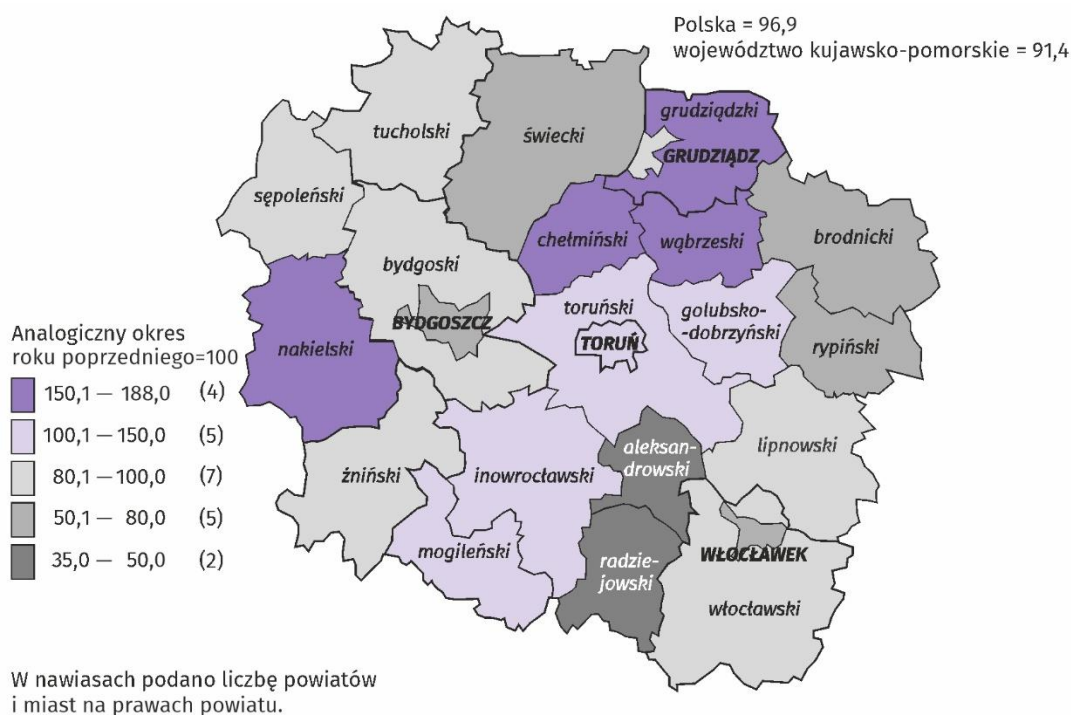 Polska = 96,9
województwo kujawsko-pomorskie = 91,4
grudziądzki
tucholski
świecki
GRUDZIĄDZ
sępoleński
chełmiński
wąbrzeski
brodnicki
bydgoski
toruński
golubsko-
-dobrzyński
BYDGOSZCZ
TORUŃ
nakielski
rypiński
Analogiczny okres
roku poprzedniego=100
150,1 — 188,0 (4)
100,1 — 150,0 (5)
80,1 — 100,0 (7)
50,1 — 80,0 (5)
35,0 — 50,0 (2)
aleksan-
drowski
lipnowski
żniński
inowrocławski
mogileński
radzie-
jowski
WŁOCŁAWEK
włocławski
W nawiasach podano liczbę powiatów
i miast na prawach powiatu.